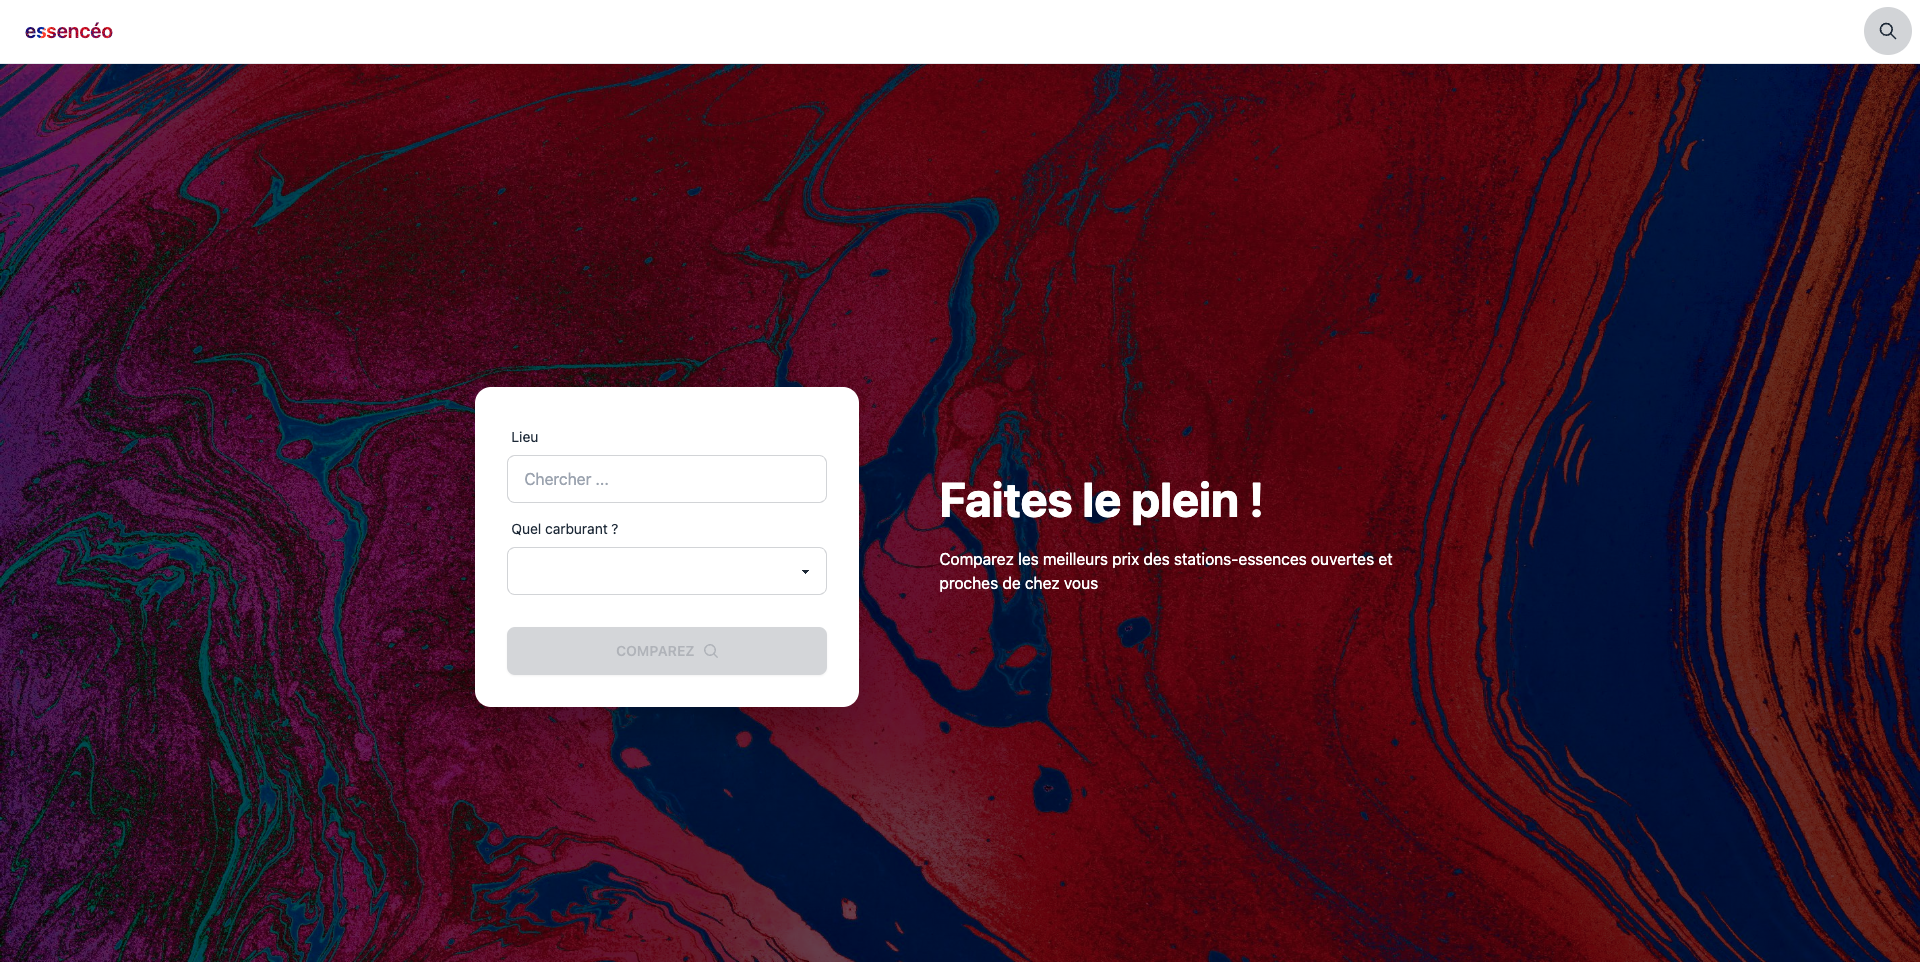 essencéo
Lieu
Chercher ...
Quel carburant ?
COMPAREZ
Faites le plein !
Comparez les meilleurs prix des stations-essences ouvertes et
proches de chez vous